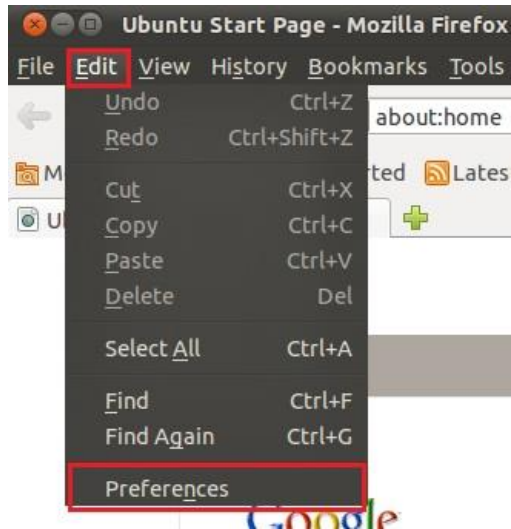 Ubuntu Start Page - Mozilla Firefox
File Edit View History Bookmarks Tools
Undo Ctrl+Z
about:home
Redo Ctrl+Shift+Z
Cut Ctrl+X
Copy Ctrl+C
Paste Ctrl+V
Delete Del
Select All Ctrl+A
Find Ctrl+F
Find Again Ctrl+G
Preferences
Google